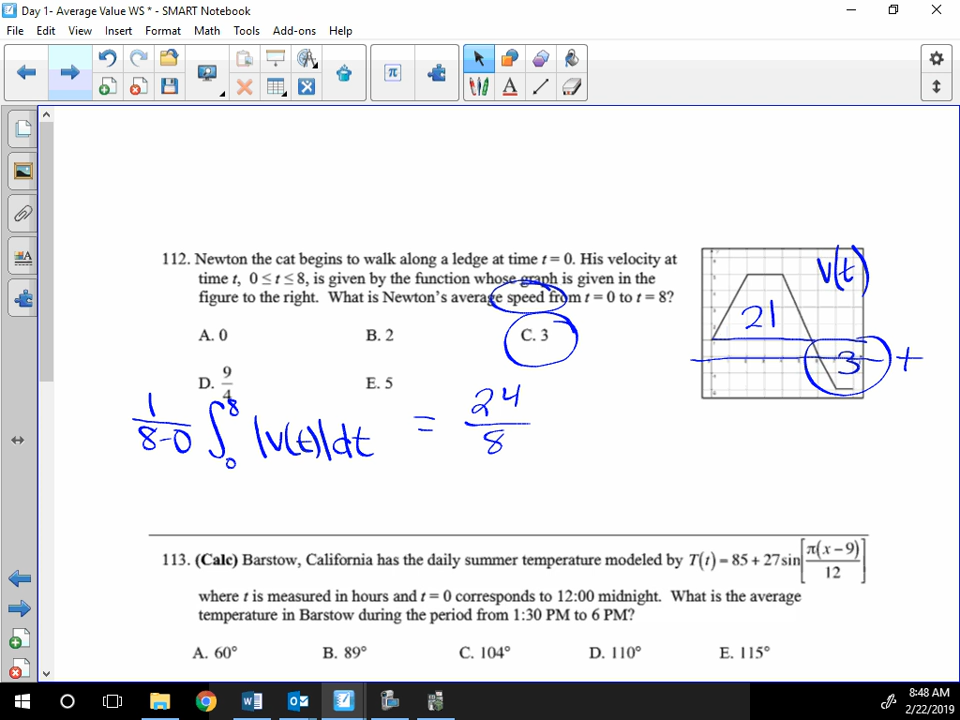 Day 1- Average Value WS * - SMART Notebook
File Edit View Insert Format Math Tools Add-ons Help
112. Newton the cat begins to walk along a ledge at time t = 0. His velocity at
time t, 0 ≤ t ≤ 8, is given by the function whose graph is given in the
figure to the right. What is Newton's average speed from t = 0 to t = 8?
A. 0 B. 2 C. 3
D. 9/4 E. 5
v(t)
21
3 +
1/(8-0) ∫₀⁸ |v(t)| dt = 24/8
113. (Calc) Barstow, California has the daily summer temperature modeled by T(t) = 85 + 27 sin[π(x − 9)/12]
where t is measured in hours and t = 0 corresponds to 12:00 midnight. What is the average
temperature in Barstow during the period from 1:30 PM to 6 PM?
A. 60° B. 89° C. 104° D. 110° E. 115°
8:48 AM
2/22/2019